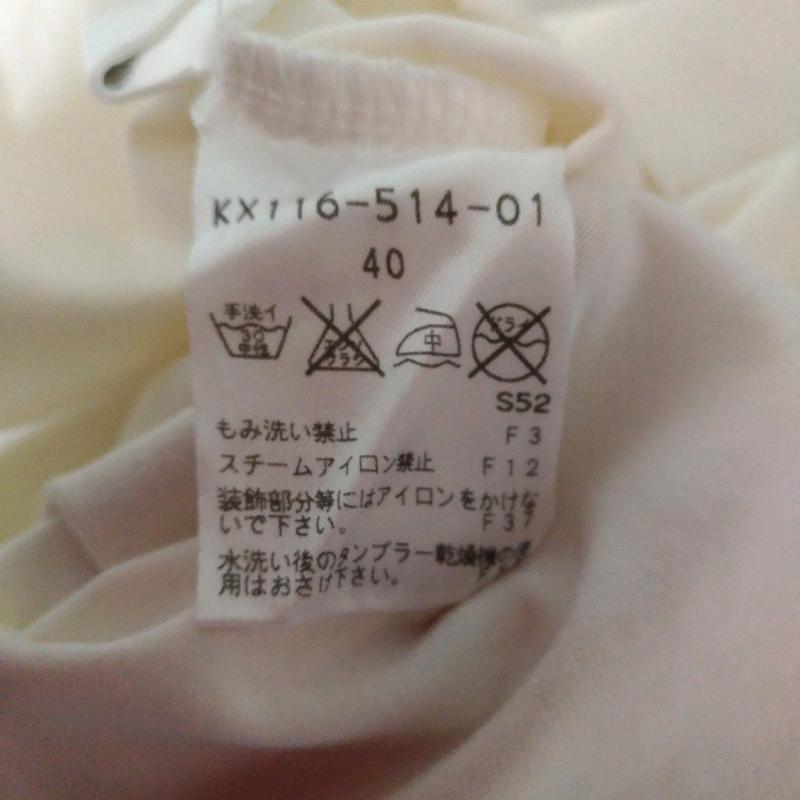 KX116-514-01
40
手洗イ
30
中性
エンソ
サラシ
中
ドライ
S52
もみ洗い禁止 F3
スチームアイロン禁止 F12
装飾部分等にはアイロンをかけな
いで下さい。 F37
水洗い後のタンブラー乾燥機の使
用はおさけ下さい。